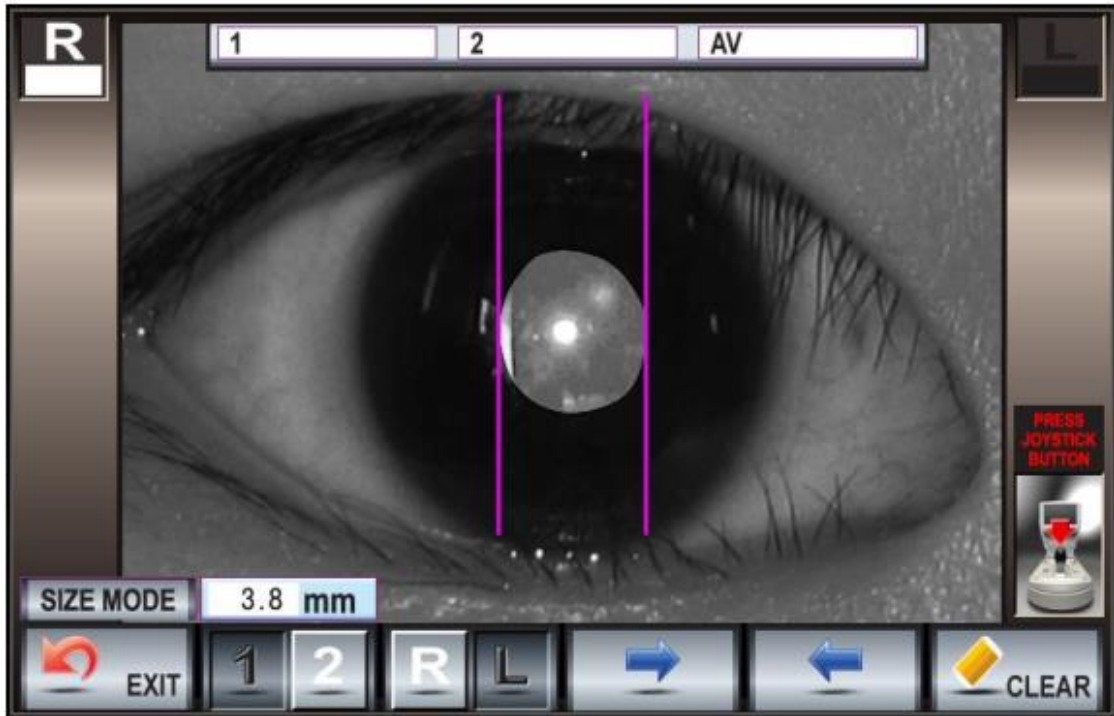 R
1
2
AV
L
PRESS
JOYSTICK
BUTTON
SIZE MODE
3.8 mm
EXIT
1
2
R
L
CLEAR